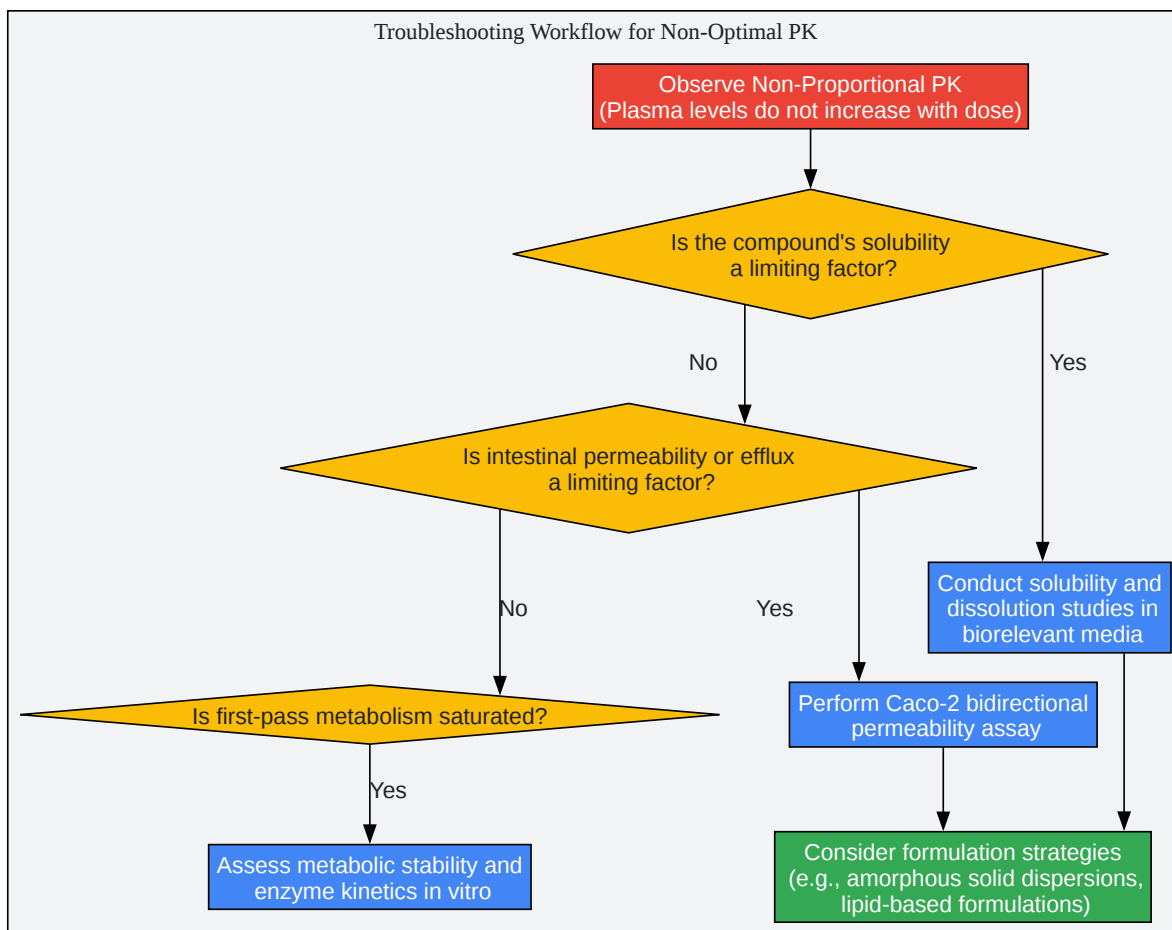 Troubleshooting Workflow for Non-Optimal PK
Observe Non-Proportional PK
(Plasma levels do not increase with dose)
Is the compound's solubility
a limiting factor?
No
Yes
Is intestinal permeability or efflux
a limiting factor?
Conduct solubility and
dissolution studies in
biorelevant media
No
Yes
Is first-pass metabolism saturated?
Perform Caco-2 bidirectional
permeability assay
Yes
Assess metabolic stability and
enzyme kinetics in vitro
Consider formulation strategies
(e.g., amorphous solid dispersions,
lipid-based formulations)